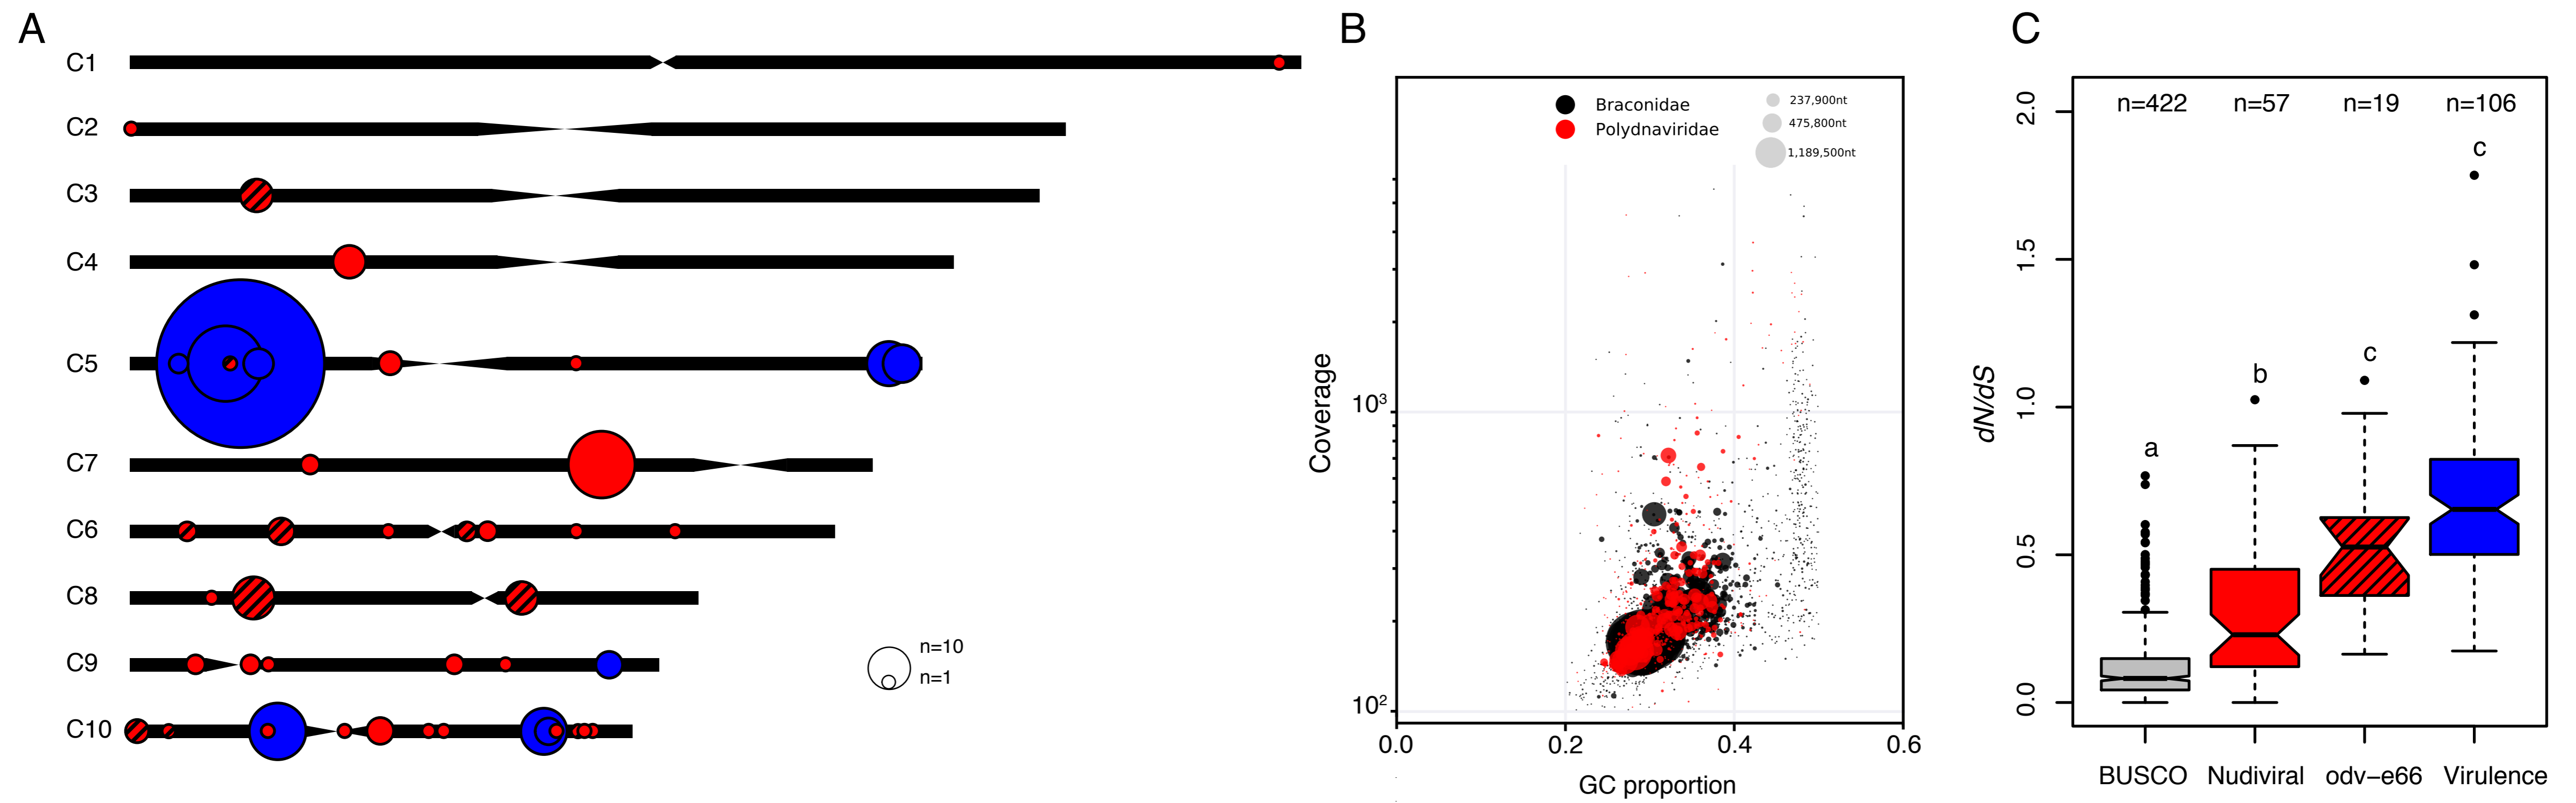 A
C1
C2
C3
C4
C5
C7
C6
C8
C9
C10
n=10
n=1
B
Braconidae
Polydnaviridae
237,900nt
475,800nt
1,189,500nt
Coverage
10³
10²
0.0
0.2
0.4
0.6
GC proportion
C
n=422
n=57
n=19
n=106
a
b
c
c
dN/dS
2.0
1.5
1.0
0.5
0.0
BUSCO
Nudiviral
odv−e66
Virulence